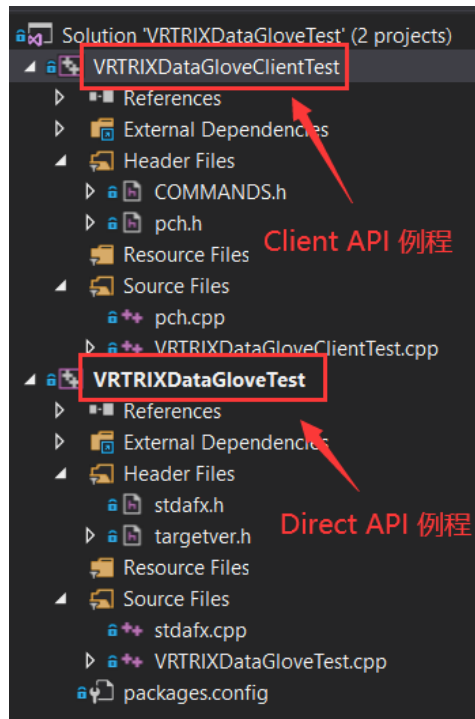 Solution 'VRTRIXDataGloveTest' (2 projects)
VRTRIXDataGloveClientTest
References
External Dependencies
Header Files
COMMANDS.h
pch.h
Client API 例程
Resource Files
Source Files
pch.cpp
VRTRIXDataGloveClientTest.cpp
VRTRIXDataGloveTest
References
External Dependencies
Header Files
stdafx.h
Direct API 例程
targetver.h
Resource Files
Source Files
stdafx.cpp
VRTRIXDataGloveTest.cpp
packages.config